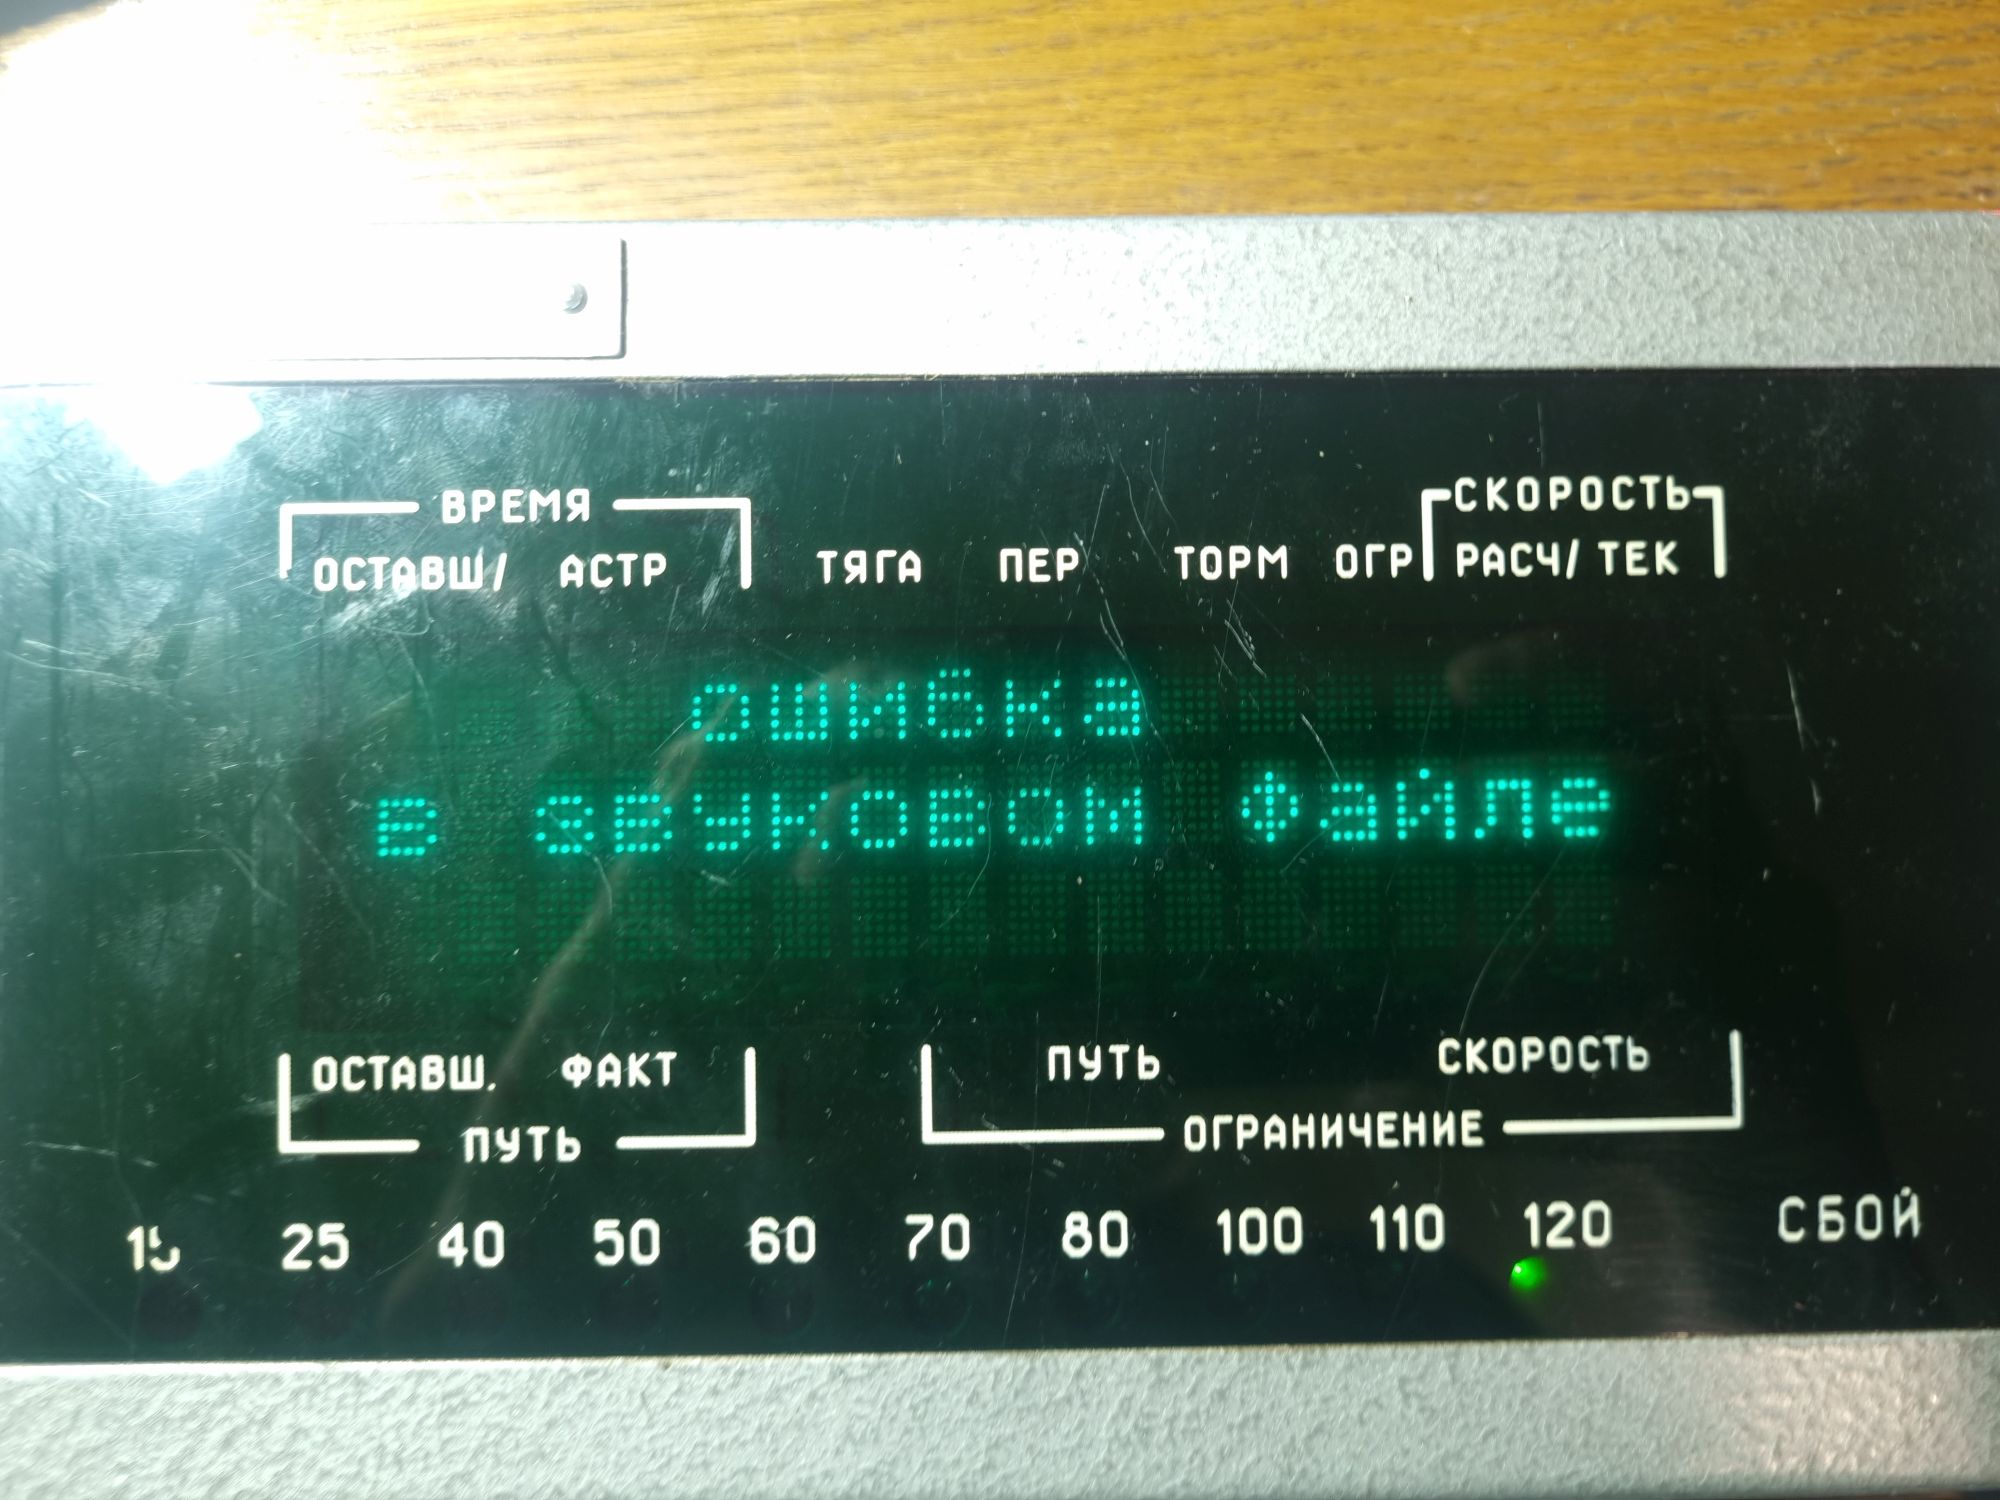 ВРЕМЯ СКОРОСТЬ
ОСТАВШ/ АСТР ТЯГА ПЕР ТОРМ ОГР РАСЧ/ ТЕК
ошибка
в звуковом файле
ОСТАВШ. ФАКТ ПУТЬ СКОРОСТЬ
ПУТЬ ОГРАНИЧЕНИЕ
15 25 40 50 60 70 80 100 110 120 СБОЙ